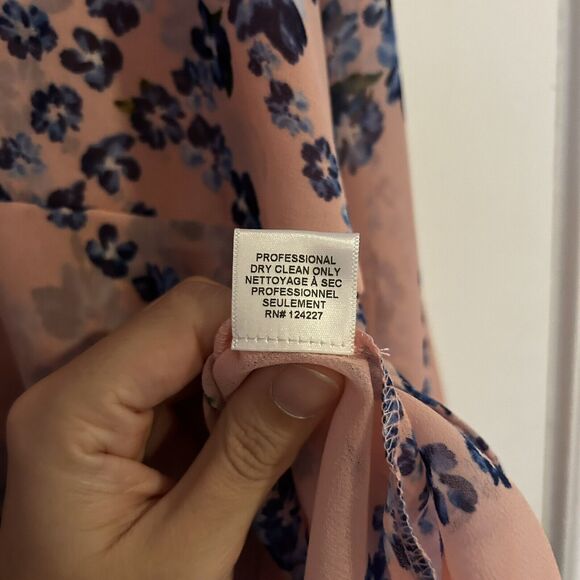 PROFESSIONAL
DRY CLEAN ONLY
NETTOYAGE À SEC
PROFESSIONNEL
SEULEMENT
RN# 124227